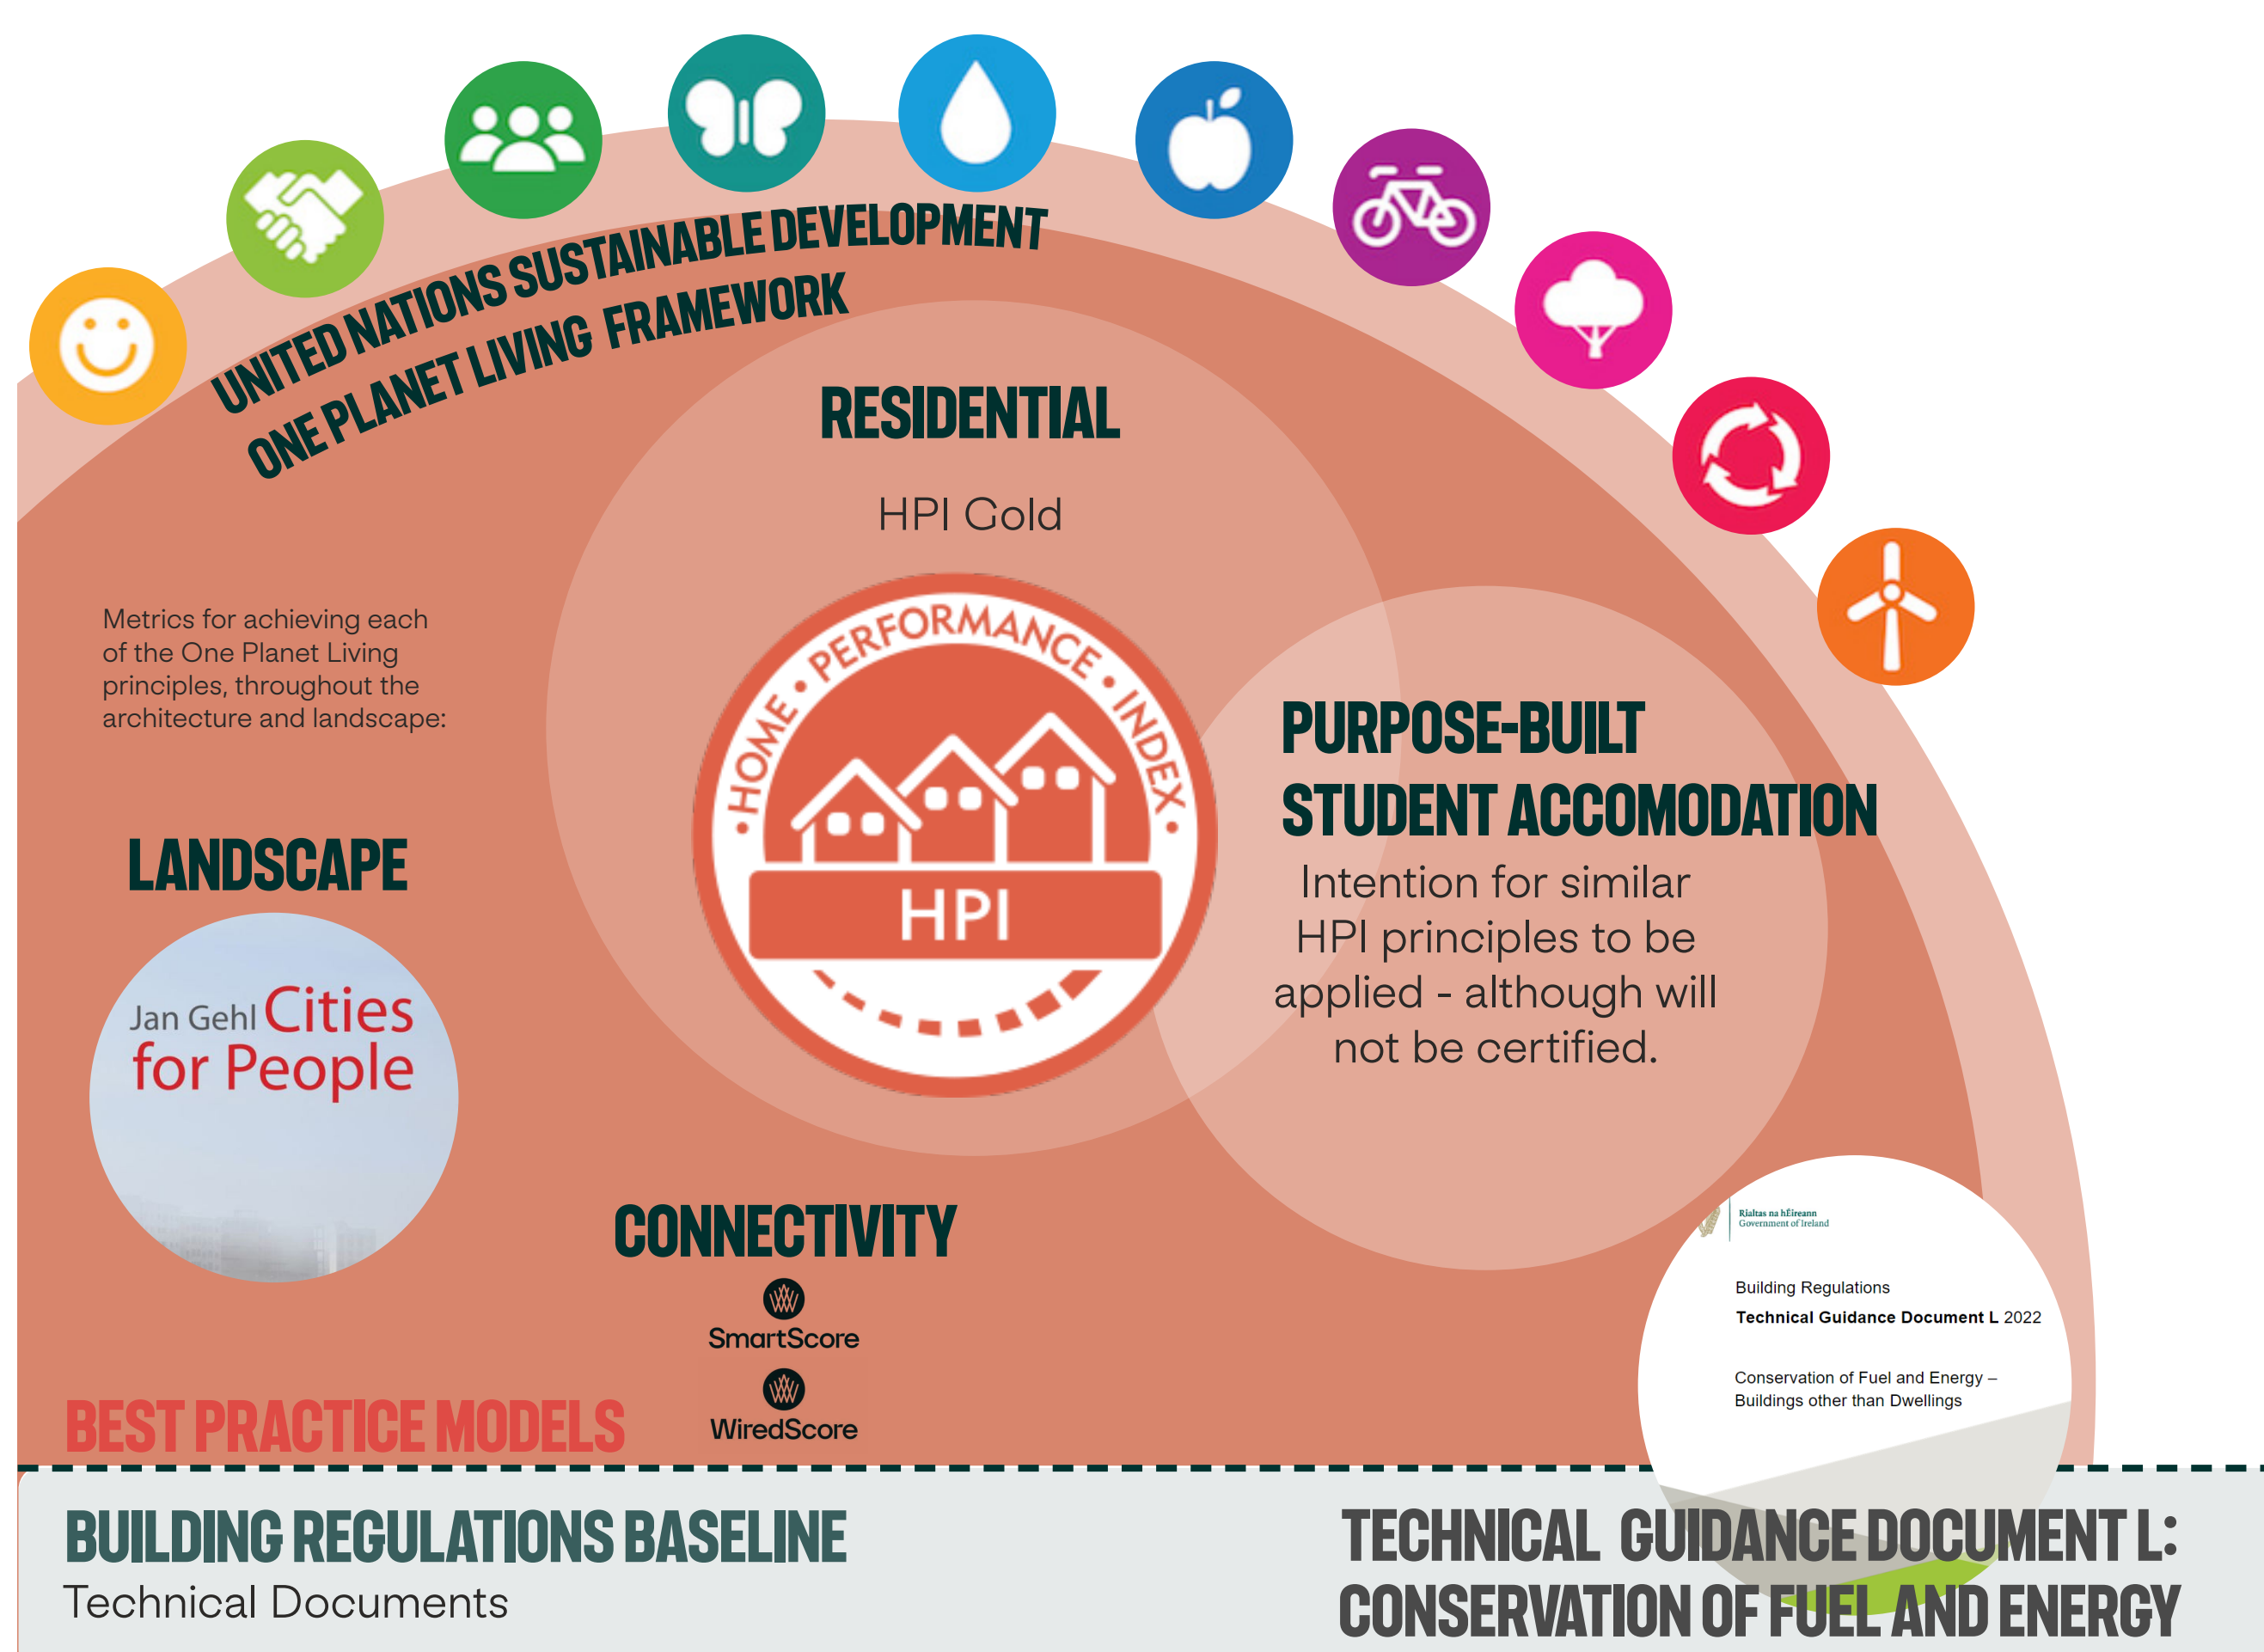 UNITED NATIONS SUSTAINABLE DEVELOPMENT
ONE PLANET LIVING FRAMEWORK
RESIDENTIAL
HPI Gold
Metrics for achieving each
of the One Planet Living
principles, throughout the
architecture and landscape:
• HOME • PERFORMANCE • INDEX •
HPI
PURPOSE-BUILT
STUDENT ACCOMODATION
Intention for similar
HPI principles to be
applied - although will
not be certified.
LANDSCAPE
Jan Gehl Cities
for People
CONNECTIVITY
SmartScore
WiredScore
Rialtas na hÉireann
Government of Ireland
Building Regulations
Technical Guidance Document L 2022
Conservation of Fuel and Energy –
Buildings other than Dwellings
BEST PRACTICE MODELS
BUILDING REGULATIONS BASELINE
Technical Documents
TECHNICAL GUIDANCE DOCUMENT L:
CONSERVATION OF FUEL AND ENERGY